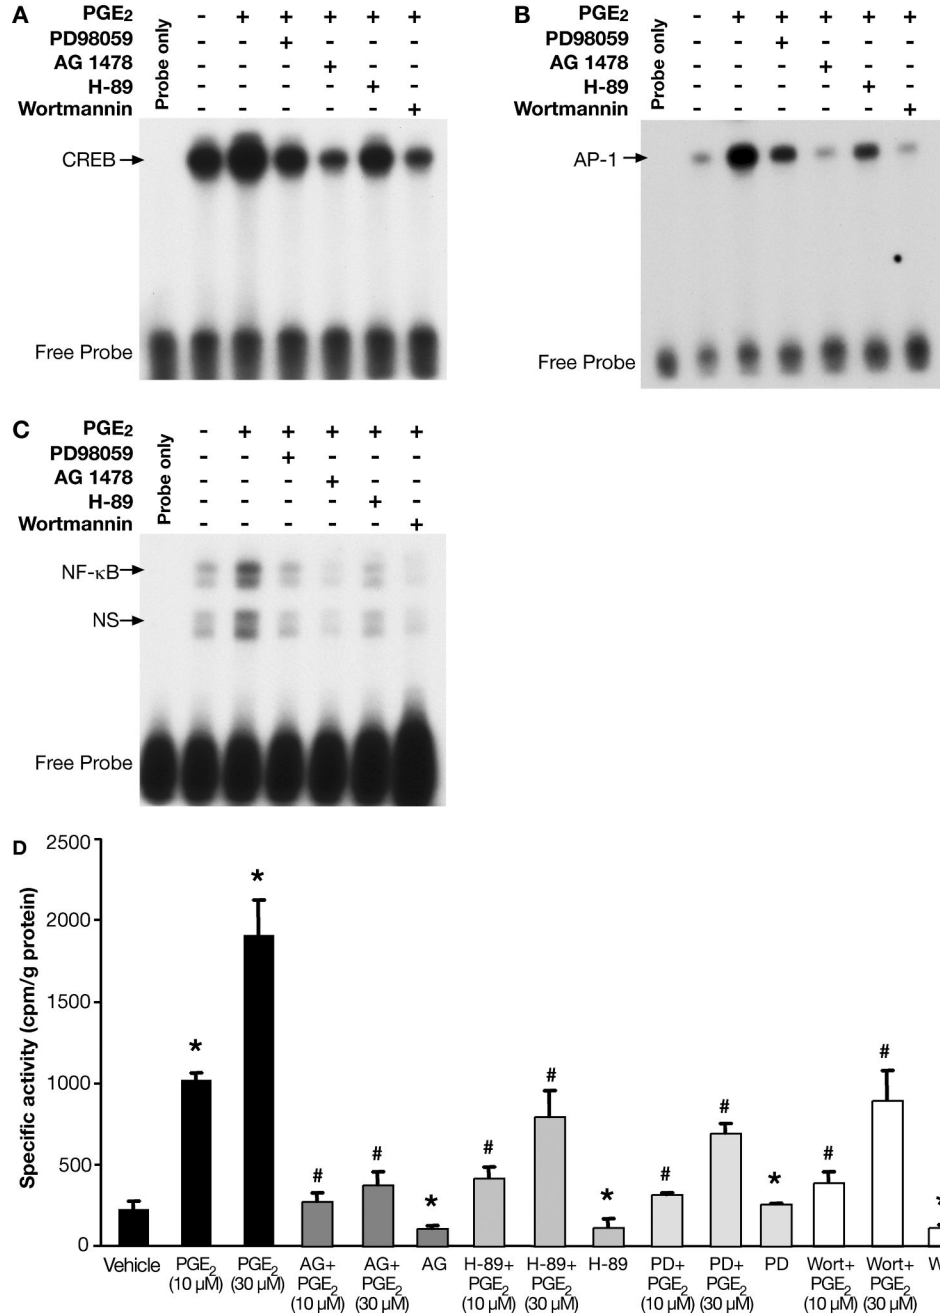 A
PGE2 - + + + + +
PD98059 - - + - - -
AG 1478 - - - + - -
H-89 - - - - + -
Wortmannin - - - - - +
Probe only
CREB
Free Probe
B
PGE2 - + + + + +
PD98059 - - + - - -
AG 1478 - - - + - -
H-89 - - - - + -
Wortmannin - - - - - +
Probe only
AP-1
Free Probe
C
PGE2 - + + + + +
PD98059 - - + - - -
AG 1478 - - - + - -
H-89 - - - - + -
Wortmannin - - - - - +
Probe only
NF-κB
NS
Free Probe
D
Specific activity (cpm/g protein)
2500
2000
1500
1000
500
0
* * # # * # # * # # * # # *
Vehicle PGE2 PGE2 AG+ AG+ AG H-89+ H-89+ H-89 PD+ PD+ PD Wort+ Wort+ W
(10 µM) (30 µM) PGE2 PGE2 PGE2 PGE2 PGE2 PGE2 PGE2 PGE2
(10 µM) (30 µM) (10 µM) (30 µM) (10 µM) (30 µM) (10 µM) (30 µM)